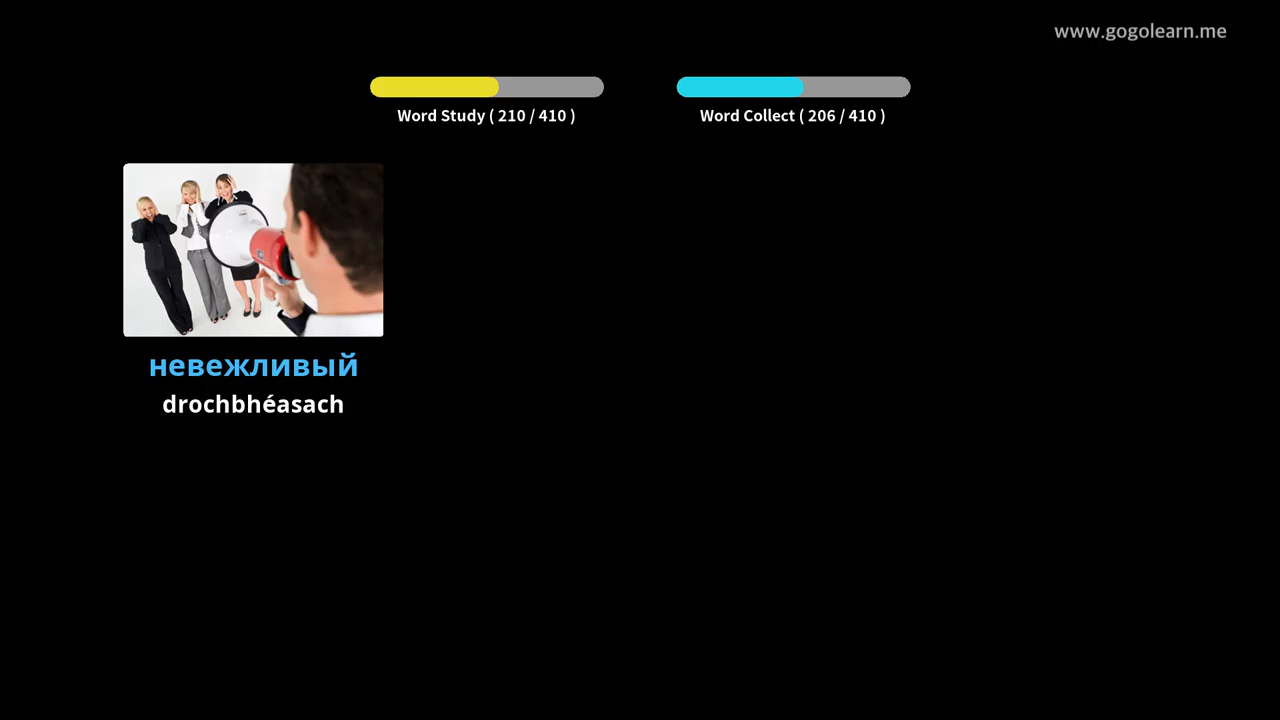 www.gogolearn.me
Word Study ( 210 / 410 )
Word Collect ( 206 / 410 )
невежливый
drochbhéasach